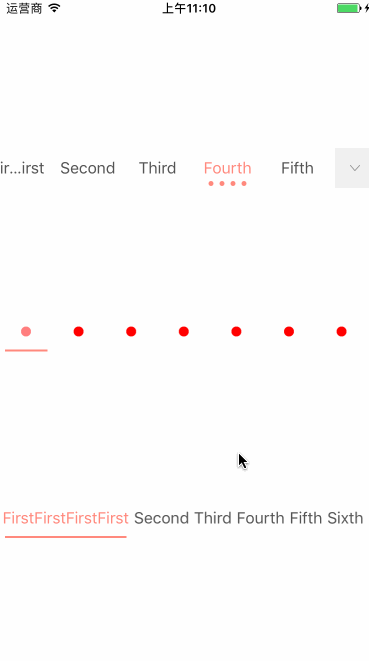 运营商 上午11:10
ir...irst Second Third Fourth Fifth
FirstFirstFirstFirst Second Third Fourth Fifth Sixth